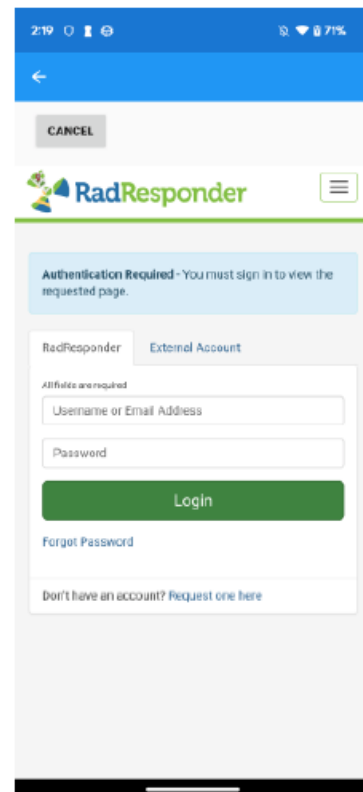 2:19 71%
CANCEL
RadResponder
Authentication Required - You must sign in to view the
requested page.
RadResponder External Account
All fields are required
Username or Email Address
Password
Login
Forgot Password
Don't have an account? Request one here